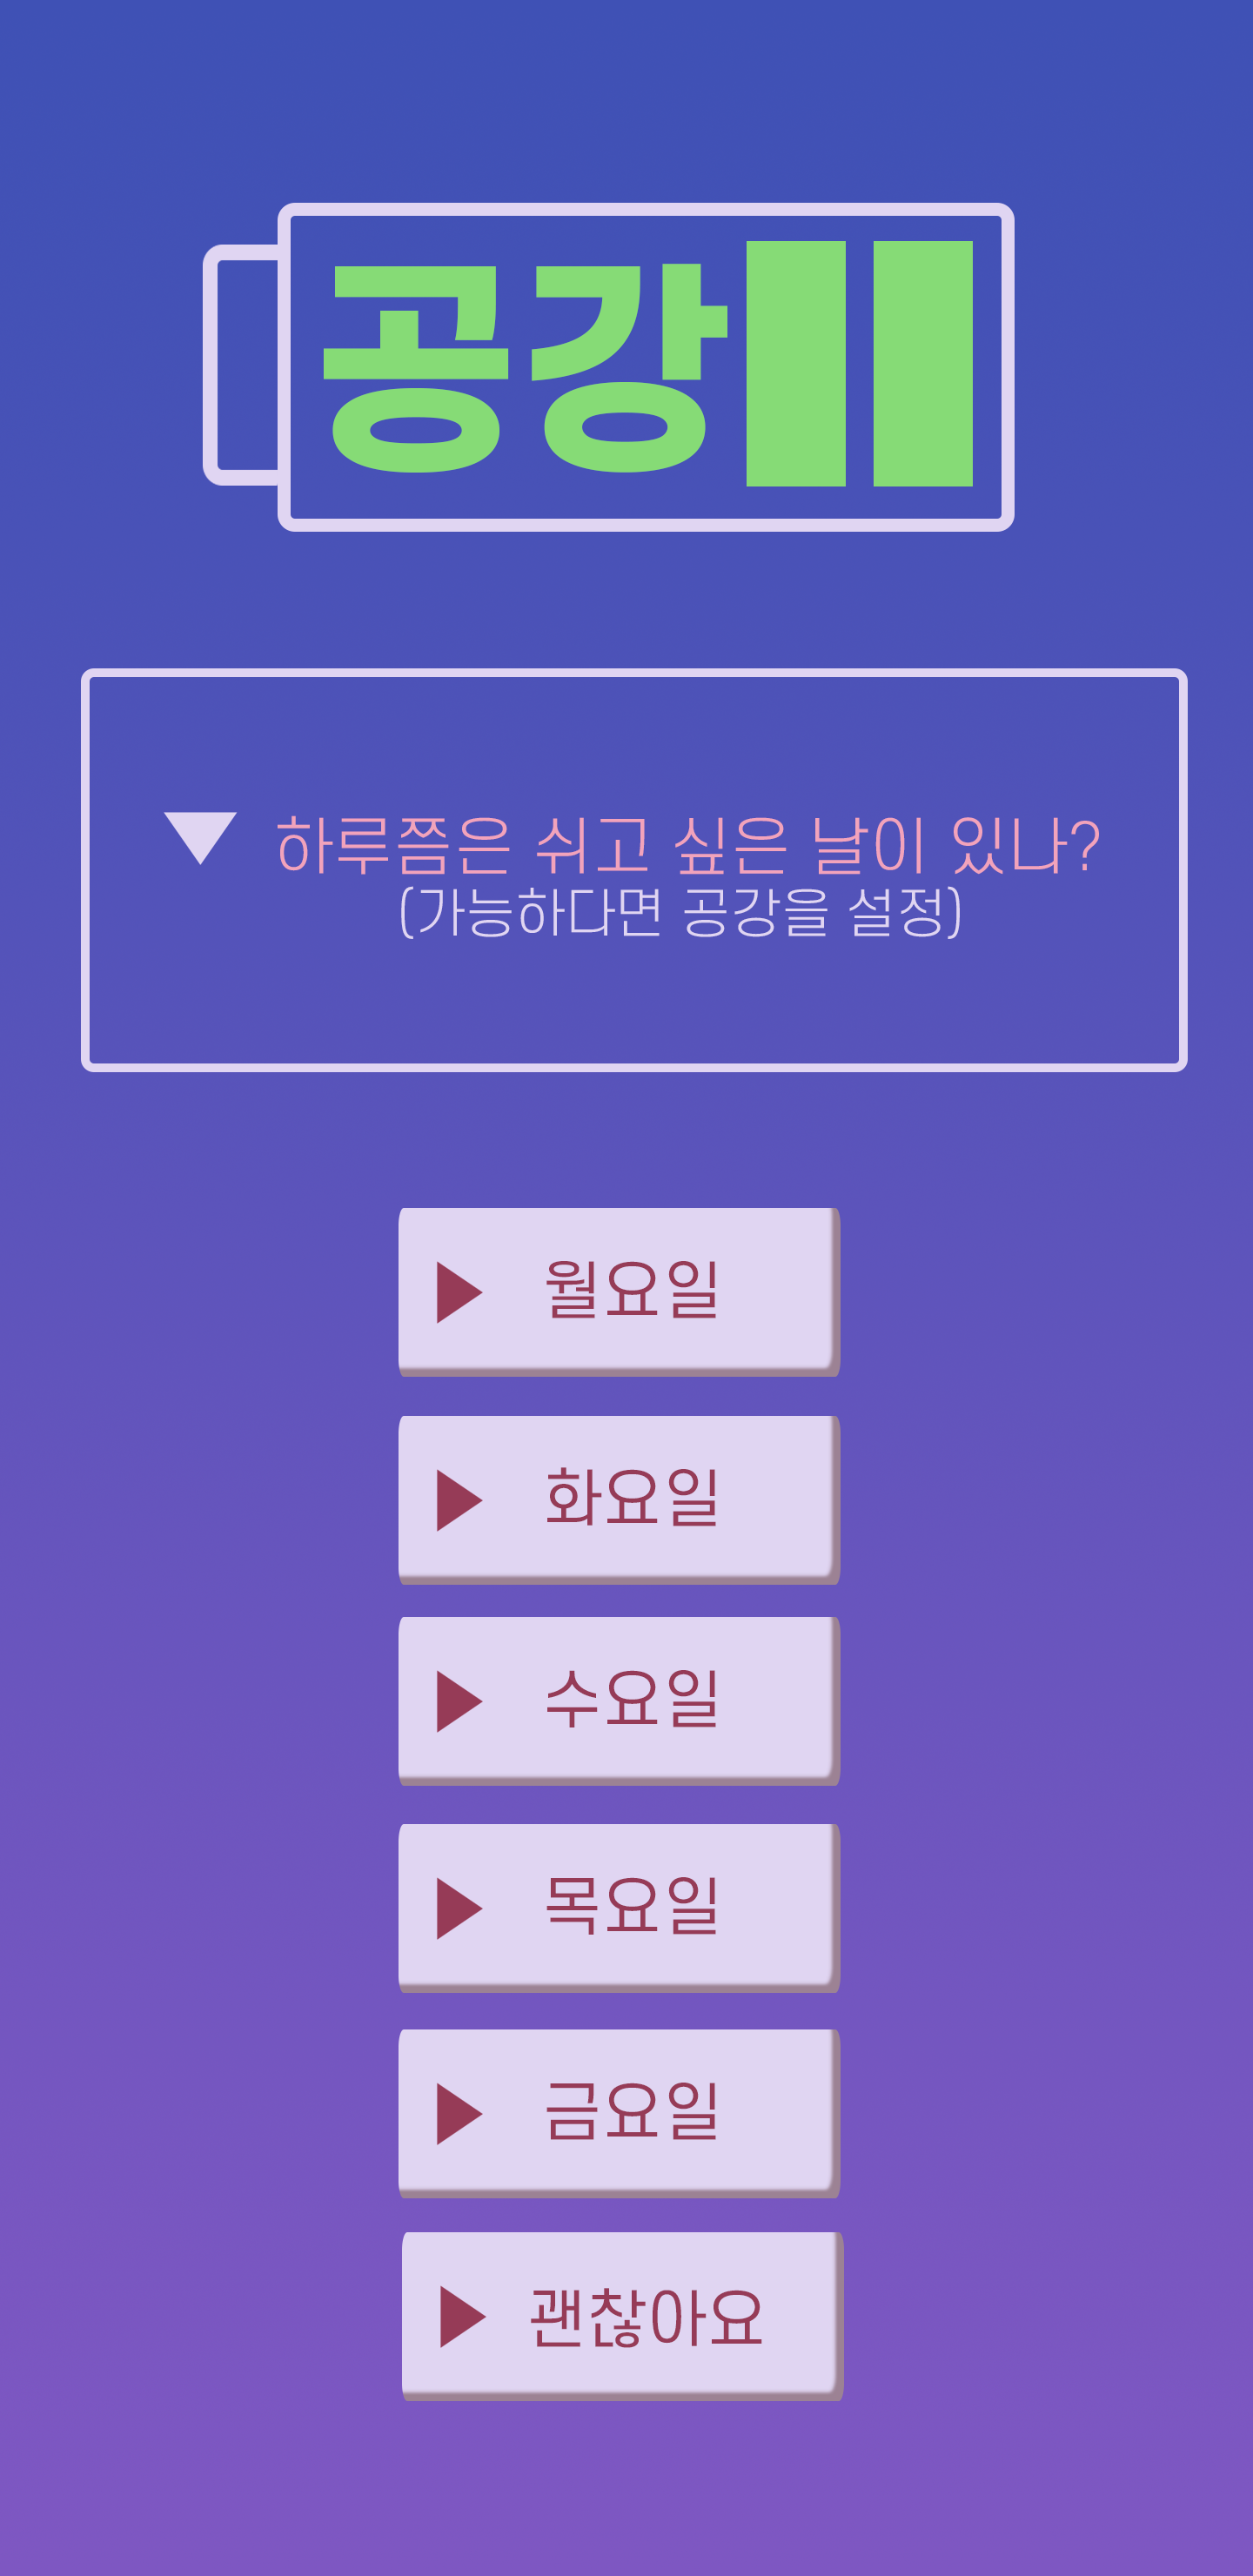 공강
하루쯤은 쉬고 싶은 날이 있나?
(가능하다면 공강을 설정)
월요일
화요일
수요일
목요일
금요일
괜찮아요